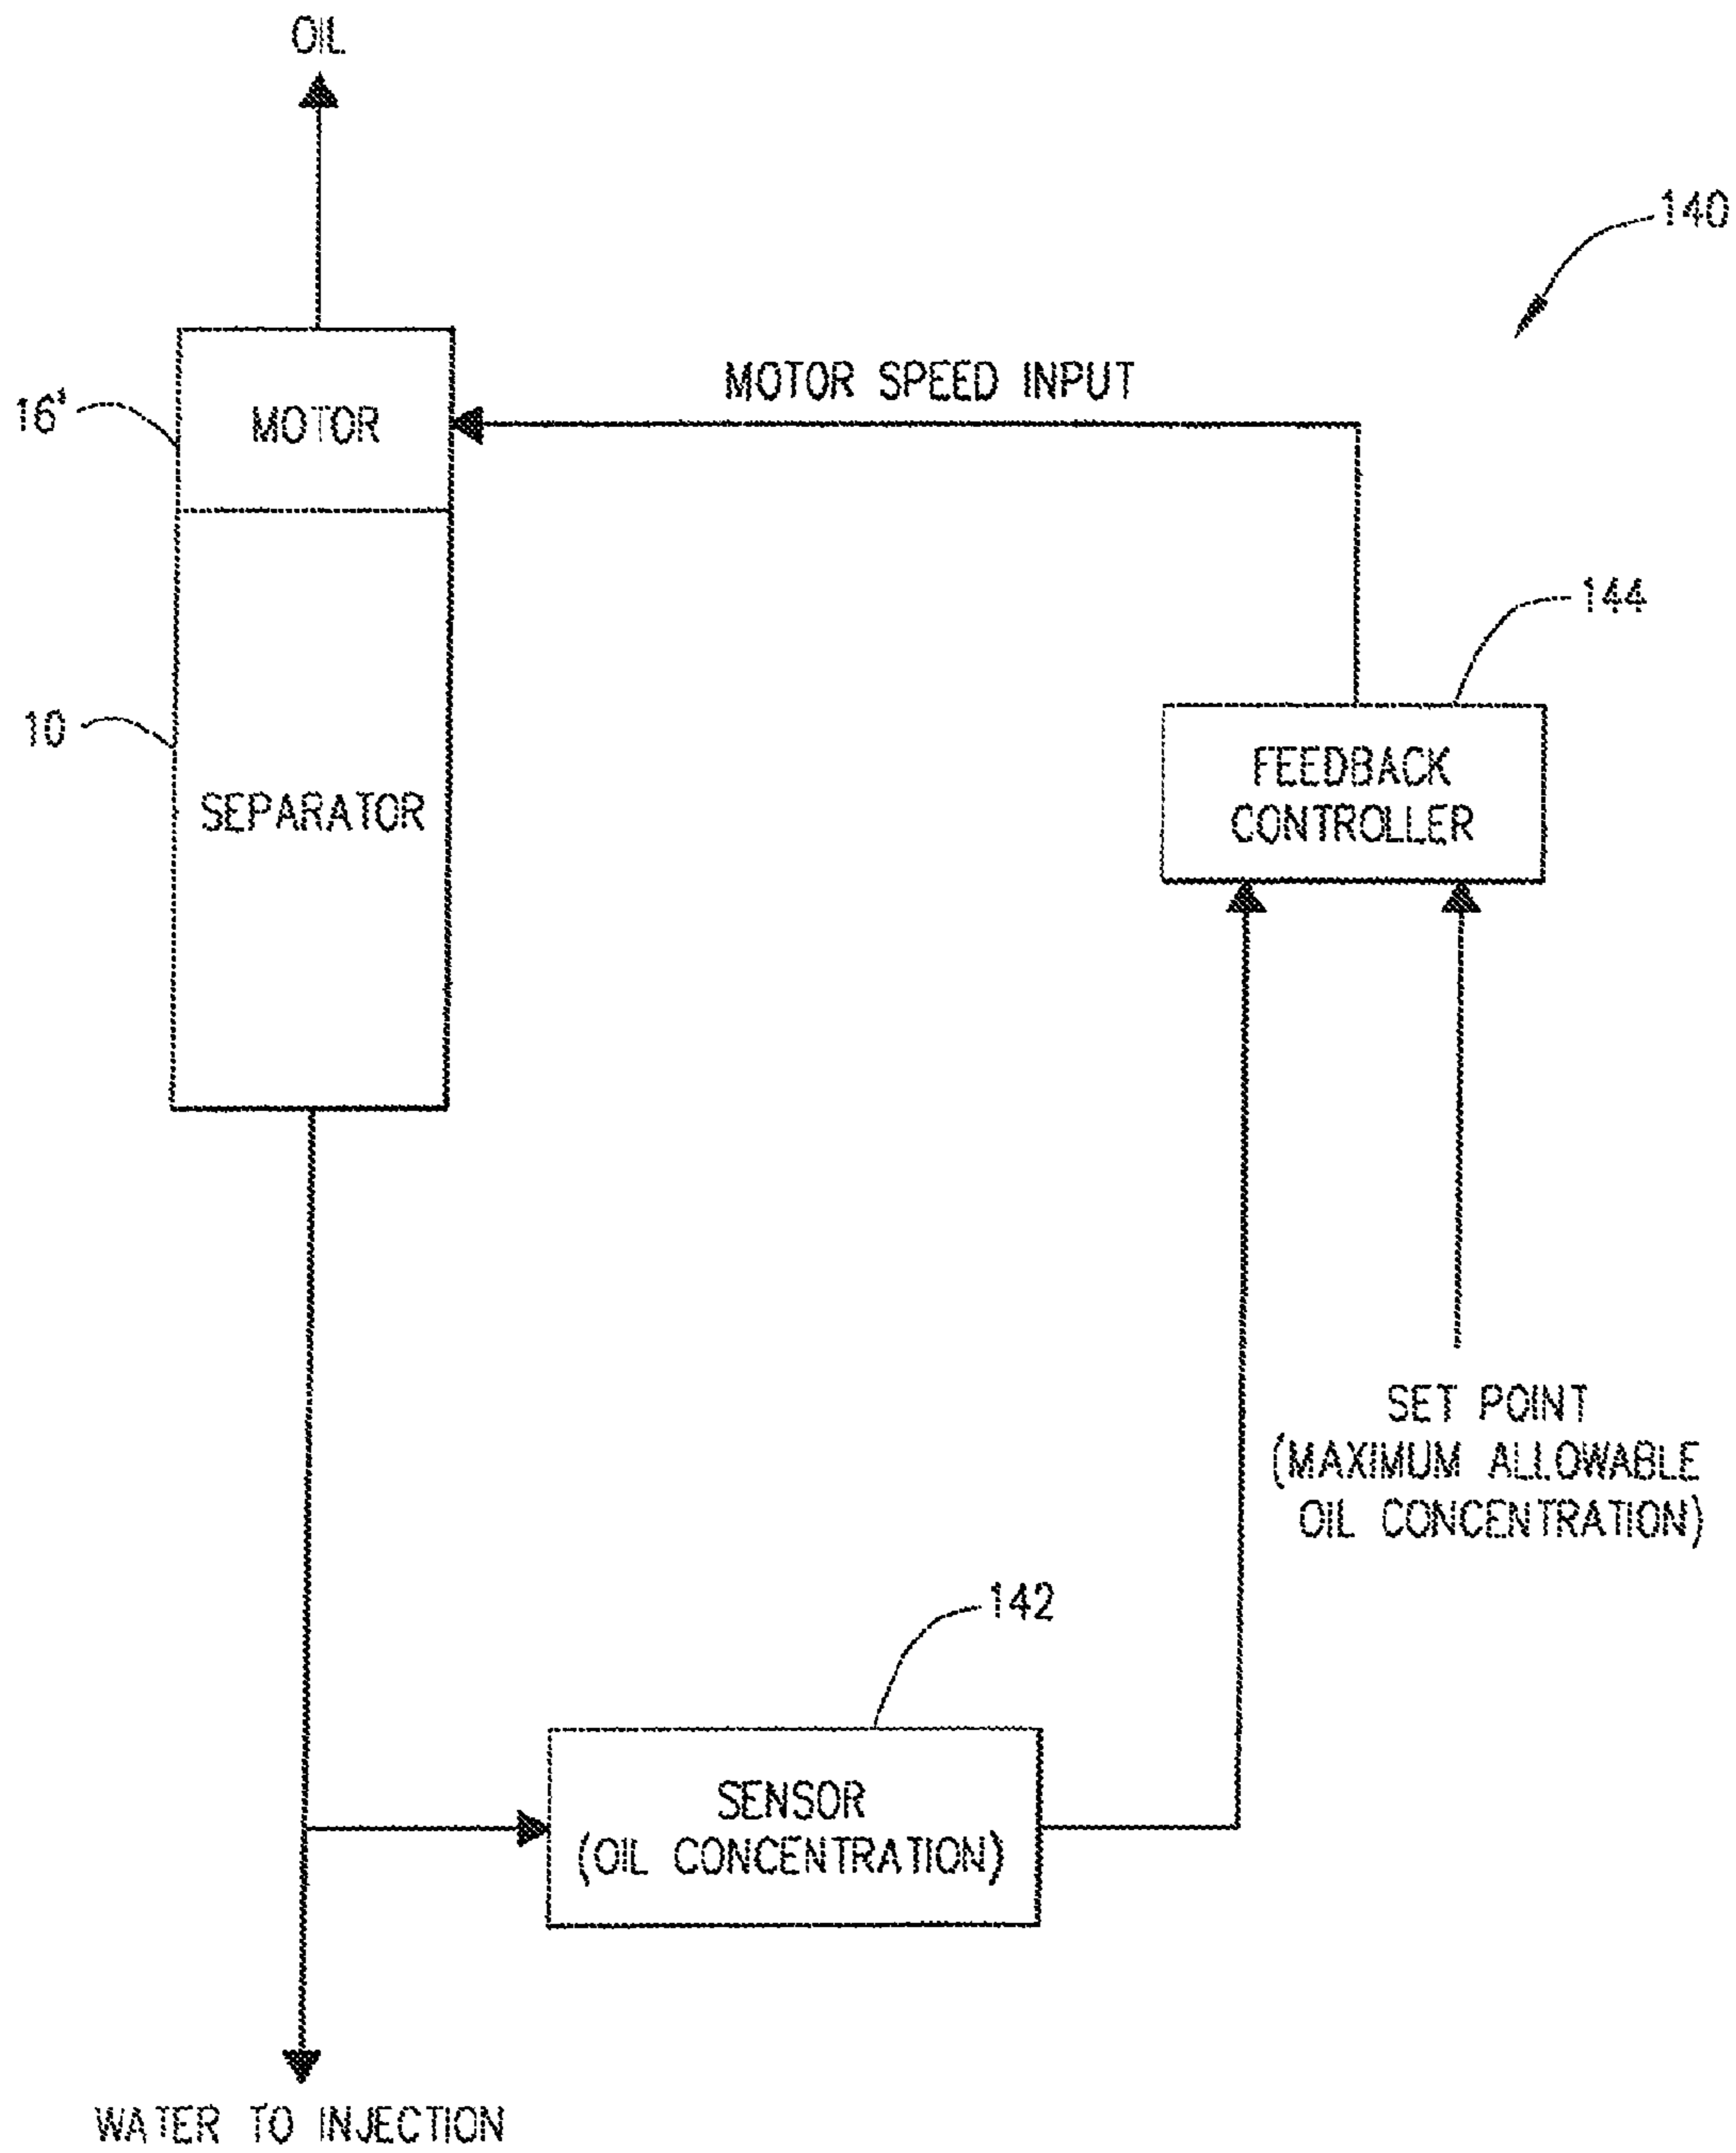 OIL
140
MOTOR SPEED INPUT
16'
MOTOR
144
10
SEPARATOR
FEEDBACK
CONTROLLER
SET POINT
(MAXIMUM ALLOWABLE
OIL CONCENTRATION)
142
SENSOR
(OIL CONCENTRATION)
WATER TO INJECTION